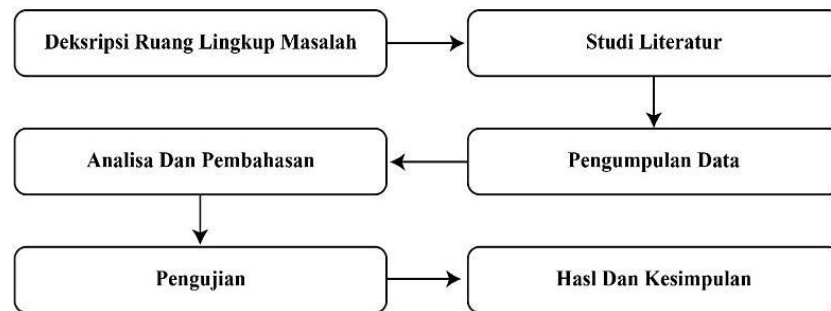 Deksripsi Ruang Lingkup Masalah
Studi Literatur
Pengumpulan Data
Analisa Dan Pembahasan
Pengujian
Hasl Dan Kesimpulan